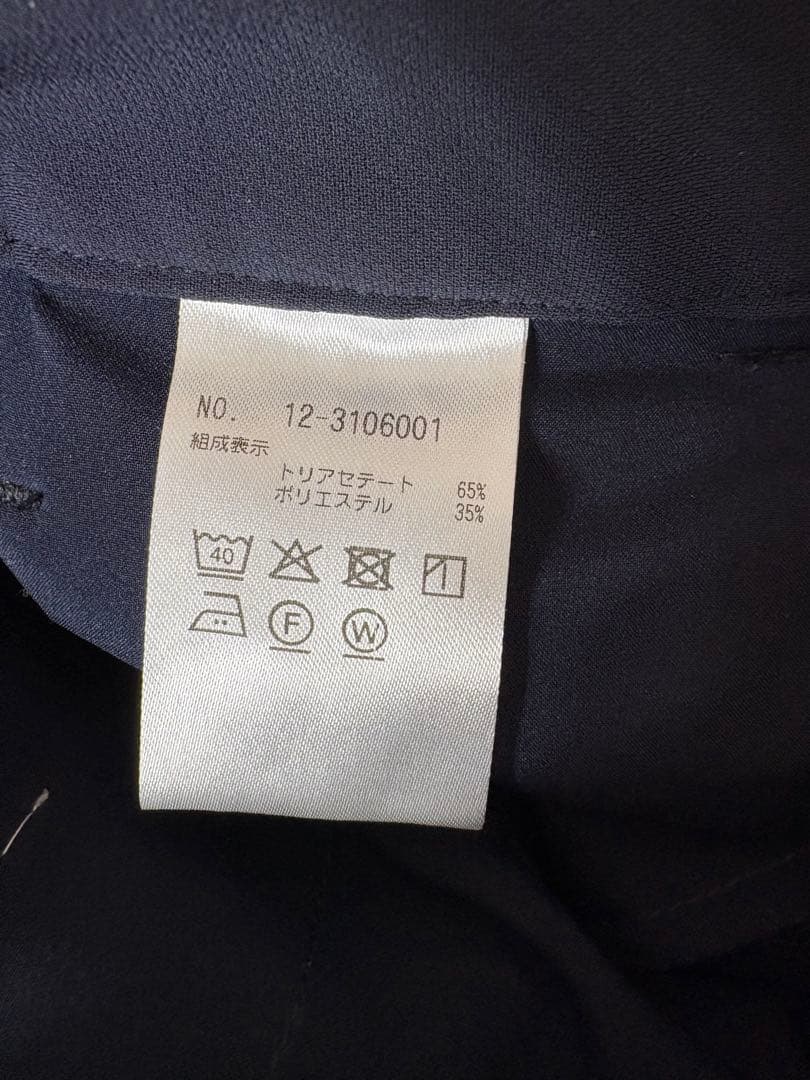 NO. 12-3106001
組成表示
トリアセテート 65%
ポリエステル 35%
40
F W